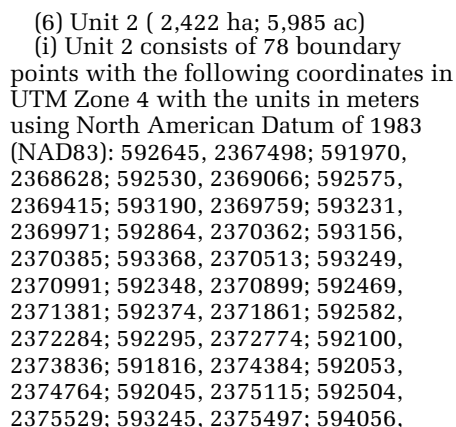 (6) Unit 2 ( 2,422 ha; 5,985 ac)
(i) Unit 2 consists of 78 boundary
points with the following coordinates in
UTM Zone 4 with the units in meters
using North American Datum of 1983
(NAD83): 592645, 2367498; 591970,
2368628; 592530, 2369066; 592575,
2369415; 593190, 2369759; 593231,
2369971; 592864, 2370362; 593156,
2370385; 593368, 2370513; 593249,
2370991; 592348, 2370899; 592469,
2371381; 592374, 2371861; 592582,
2372284; 592295, 2372774; 592100,
2373836; 591816, 2374384; 592053,
2374764; 592045, 2375115; 592504,
2375529; 593245, 2375497; 594056,